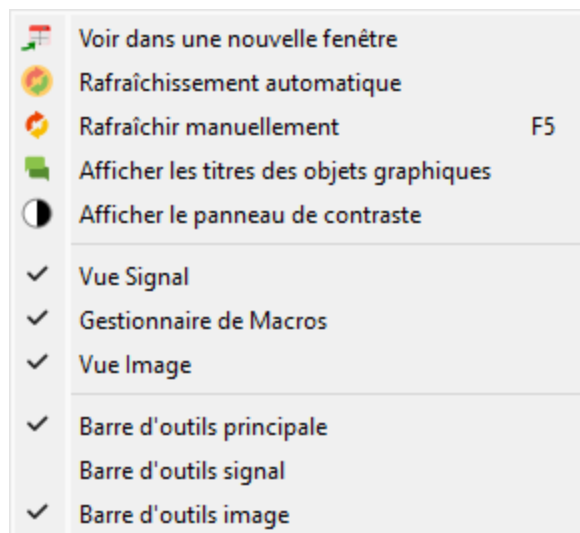 Voir dans une nouvelle fenêtre
Rafraîchissement automatique
Rafraîchir manuellement F5
Afficher les titres des objets graphiques
Afficher le panneau de contraste
Vue Signal
Gestionnaire de Macros
Vue Image
Barre d'outils principale
Barre d'outils signal
Barre d'outils image